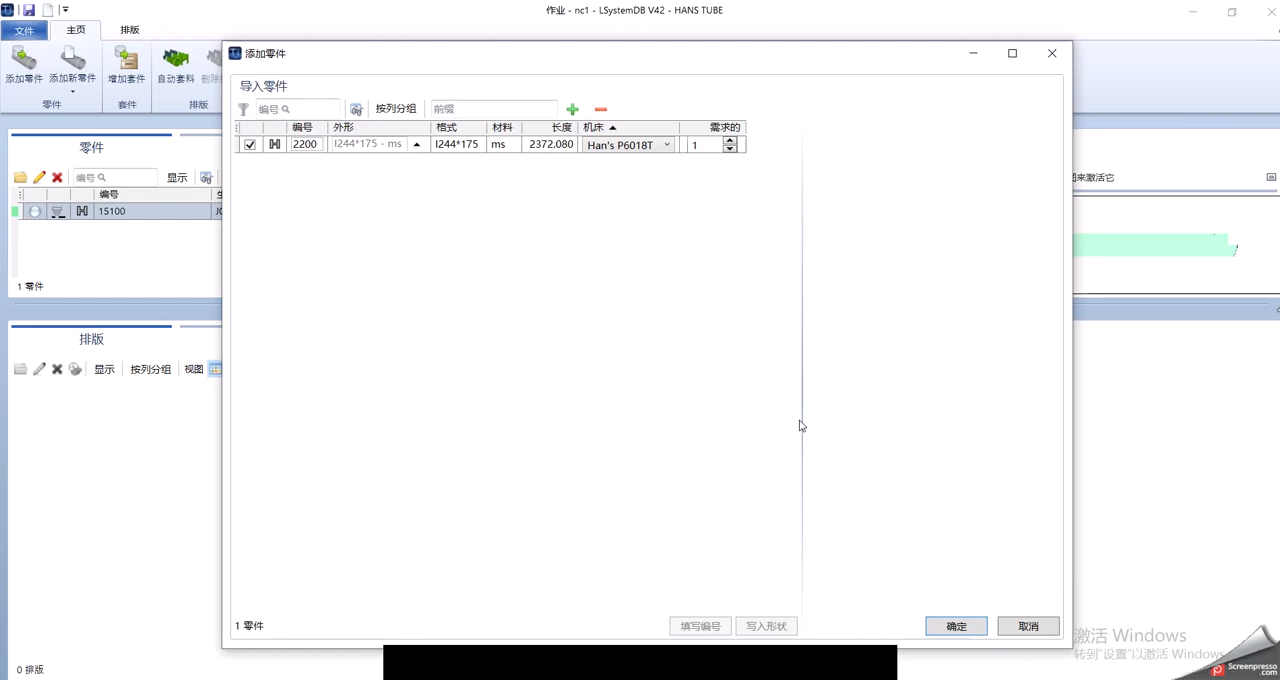 作业 - nc1 - LSystemDB V42 - HANS TUBE
文件 主页 排版
添加零件 添加新零件 增加套件 自动套料
零件 套件 排版
添加零件
导入零件
编号 按列分组 前缀
编号 外形 格式 材料 长度 机床 需求的
2200 I244*175 - ms I244*175 ms 2372.080 Han's P6018T 1
零件
编号 显示
编号
15100
1 零件
图来激活它
排版
显示 按列分组 视图
0 排版
1 零件
填写编号 写入形状 确定 取消
激活 Windows
转到"设置"以激活 Windows
Screenpresso
.com